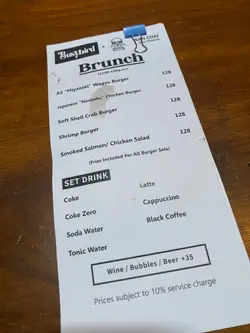 Brunch
A5 "Miyazaki" Wagyu Burger 128
Japanese "Nanbako" Chicken Burger 128
Soft Shell Crab Burger 128
Shrimp Burger 128
Smoked Salmon/ Chicken Salad 128
(Fries Included For All Burger Sets)
SET DRINK
Coke Latte
Coke Zero Cappuccino
Soda Water Black Coffee
Tonic Water
Wine / Bubbles / Beer +35
Prices subject to 10% service charge